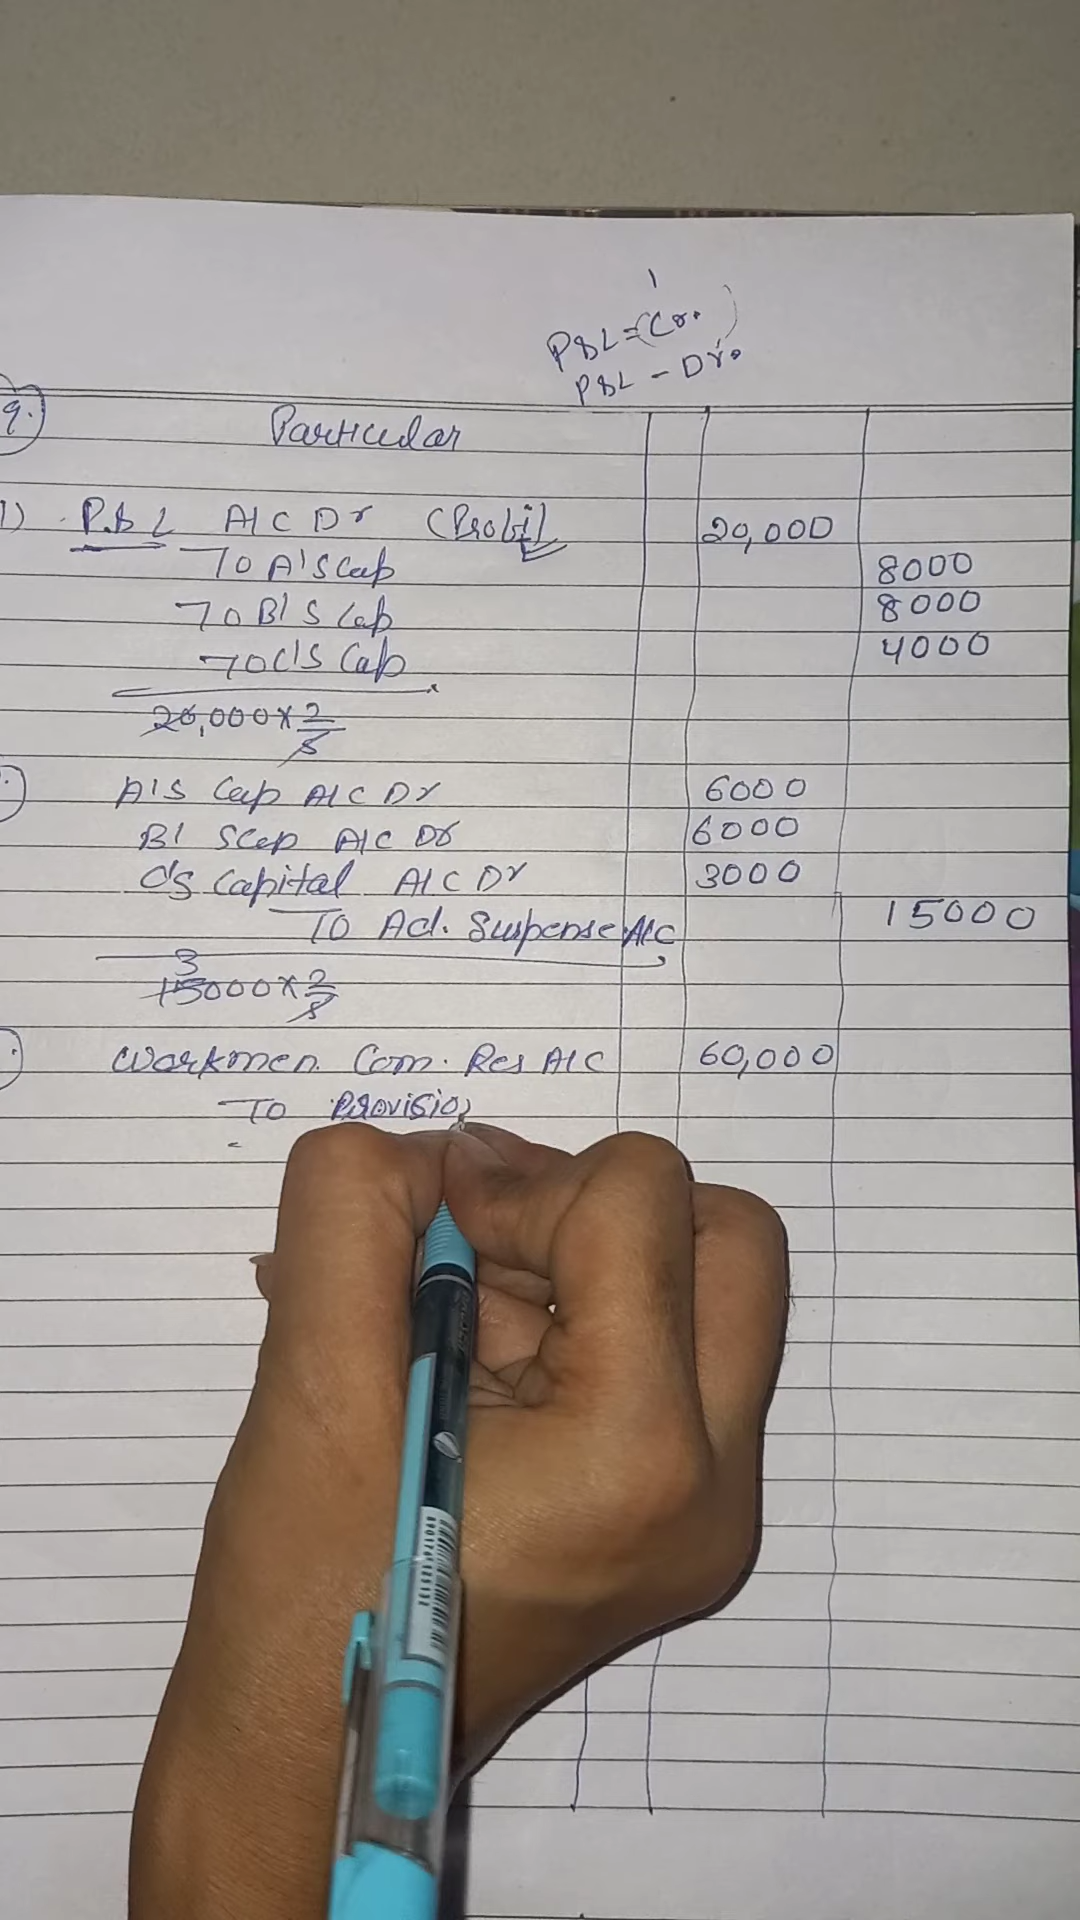 P&L = (Cr.)
P&L - Dr.
9.
Particular
1) P.&L A/C Dr (Profit) 20,000
To A'S Cap 8000
To B'S Cap 8000
To C'S Cap 4000
20,000 x 2/5
A'S Cap A/C Dr 6000
B'S Cap A/C Dr 6000
C'S Capital A/C Dr 3000
To Ad. Suspense A/C 15000
3
15000 x 2/5
Workmen. Com. Res A/C 60,000
To Provision